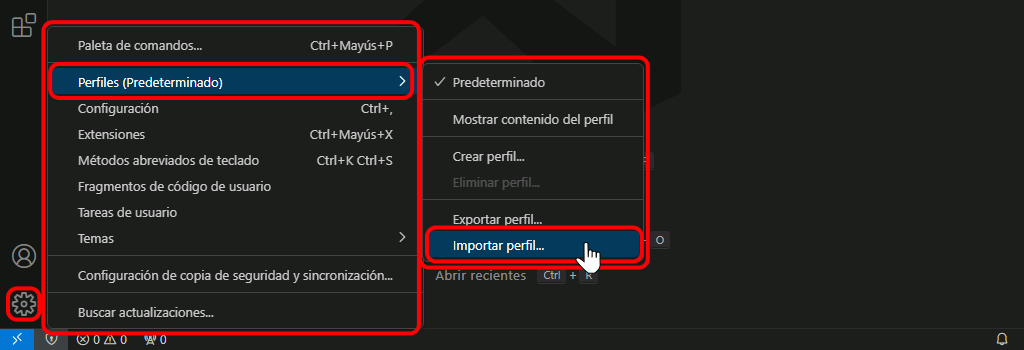 Paleta de comandos... Ctrl+Mayús+P
Perfiles (Predeterminado)
Configuración Ctrl+,
Extensiones Ctrl+Mayús+X
Métodos abreviados de teclado Ctrl+K Ctrl+S
Fragmentos de código de usuario
Tareas de usuario
Temas
Configuración de copia de seguridad y sincronización...
Buscar actualizaciones...
Predeterminado
Mostrar contenido del perfil
Crear perfil...
Eliminar perfil...
Exportar perfil...
Importar perfil...
O
Abrir recientes Ctrl + R
0 0 0